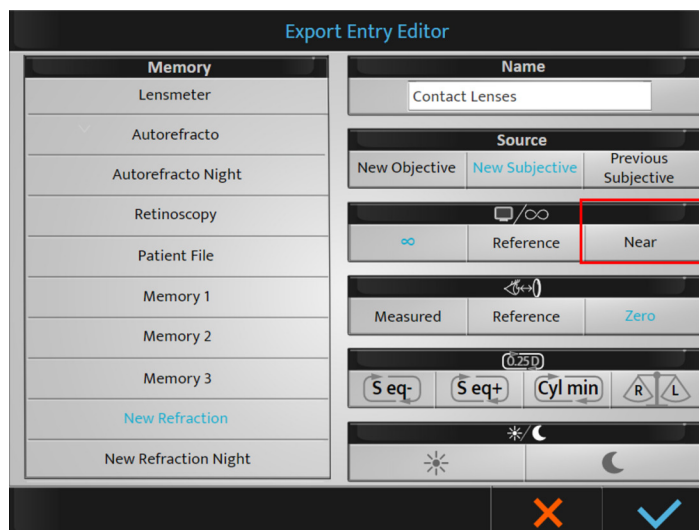 Export Entry Editor
Memory
Lensmeter
Autorefracto
Autorefracto Night
Retinoscopy
Patient File
Memory 1
Memory 2
Memory 3
New Refraction
New Refraction Night
Name
Contact Lenses
Source
New Objective New Subjective Previous Subjective
/∞
∞ Reference Near
Measured Reference Zero
0.25D
S eq- S eq+ Cyl min R L